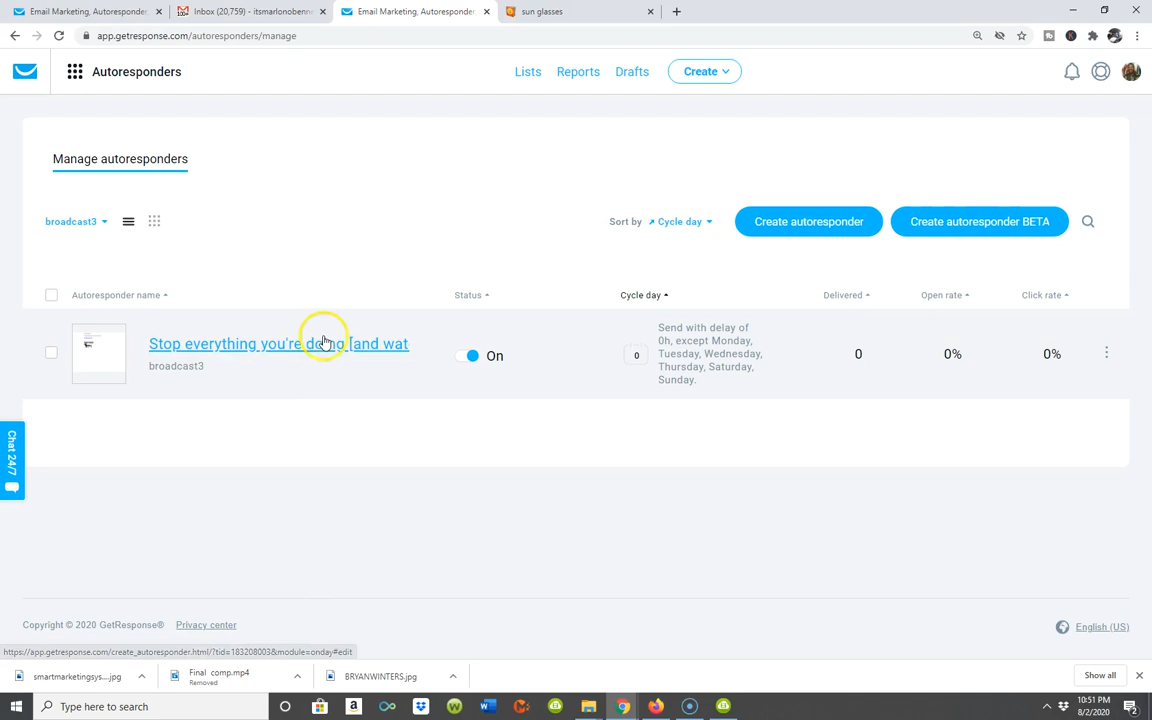 Email Marketing, Autoresponde
Inbox (20,759) - itsmarlonobenn
Email Marketing, Autoresponde
sun glasses
app.getresponse.com/autoresponders/manage
Autoresponders
Lists
Reports
Drafts
Create
Manage autoresponders
broadcast3
Sort by
Cycle day
Create autoresponder
Create autoresponder BETA
Autoresponder name
Status
Cycle day
Delivered
Open rate
Click rate
Stop everything you're doing [and wat
broadcast3
On
0
Send with delay of
0h, except Monday,
Tuesday, Wednesday,
Thursday, Saturday,
Sunday.
0
0%
0%
Chat 24/7
Copyright © 2020 GetResponse®
Privacy center
English (US)
https://app.getresponse.com/create_autoresponder.html/?tid=183208003&module=onday#edit
smartmarketingsys....jpg
Final comp.mp4
Removed
BRYANWINTERS.jpg
Show all
Type here to search
10:51 PM
8/2/2020
2